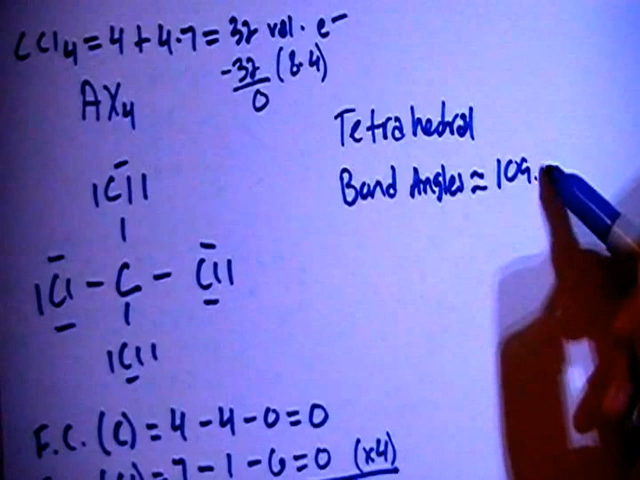 CCl4 = 4 + 4·7 = 32 val. e⁻
-32 (8·4)
0
AX4
Tetrahedral
Bond Angles ≈ 109.
|Cl|
|Cl – C – Cl|
|Cl|
F.C. (C) = 4 - 4 - 0 = 0
7 - 1 - 6 = 0 (x4)